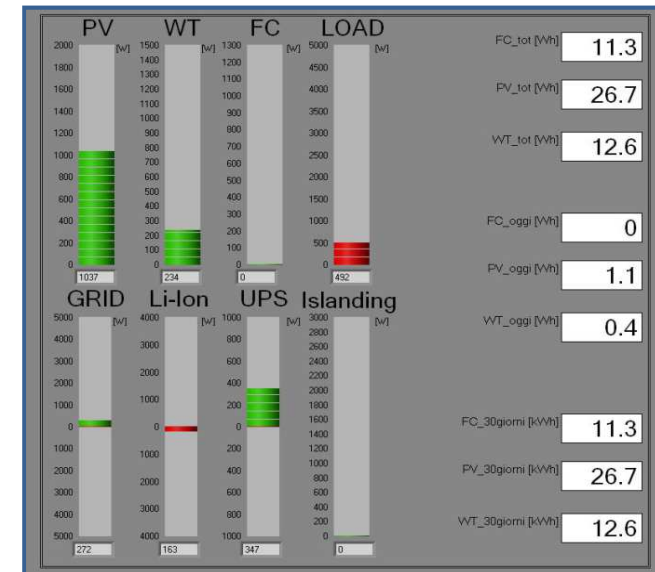 PV WT FC LOAD
[W] [W] [W] [W]
2000 1500 1300 5000
1800 1400 1200 4500
1600 1300 1100 4000
1400 1200 1000 3500
1200 1100 900 3000
1000 1000 800 2500
800 900 700 2000
600 800 600 1500
400 700 500 1000
200 600 400 500
0 500 300 0
400 200
300 100
200 0
100
0
1037 234 0 492
GRID Li-Ion UPS Islanding
[W] [W] [W] [W]
5000 4000 1000 3000
4000 3000 800 2800
3000 2000 600 2600
2000 1000 400 2400
1000 0 200 2200
0 1000 0 2000
1000 2000 200 1800
2000 3000 400 1600
3000 4000 600 1400
4000 800 1200
5000 1000 1000
800
600
400
200
0
272 163 347 0
FC_tot [Wh] 11.3
PV_tot [Wh] 26.7
WT_tot [Wh] 12.6
FC_oggi [Wh] 0
PV_oggi [Wh] 1.1
WT_oggi [Wh] 0.4
FC_30giorni [kWh] 11.3
PV_30giorni [kWh] 26.7
WT_30giorni [kWh] 12.6